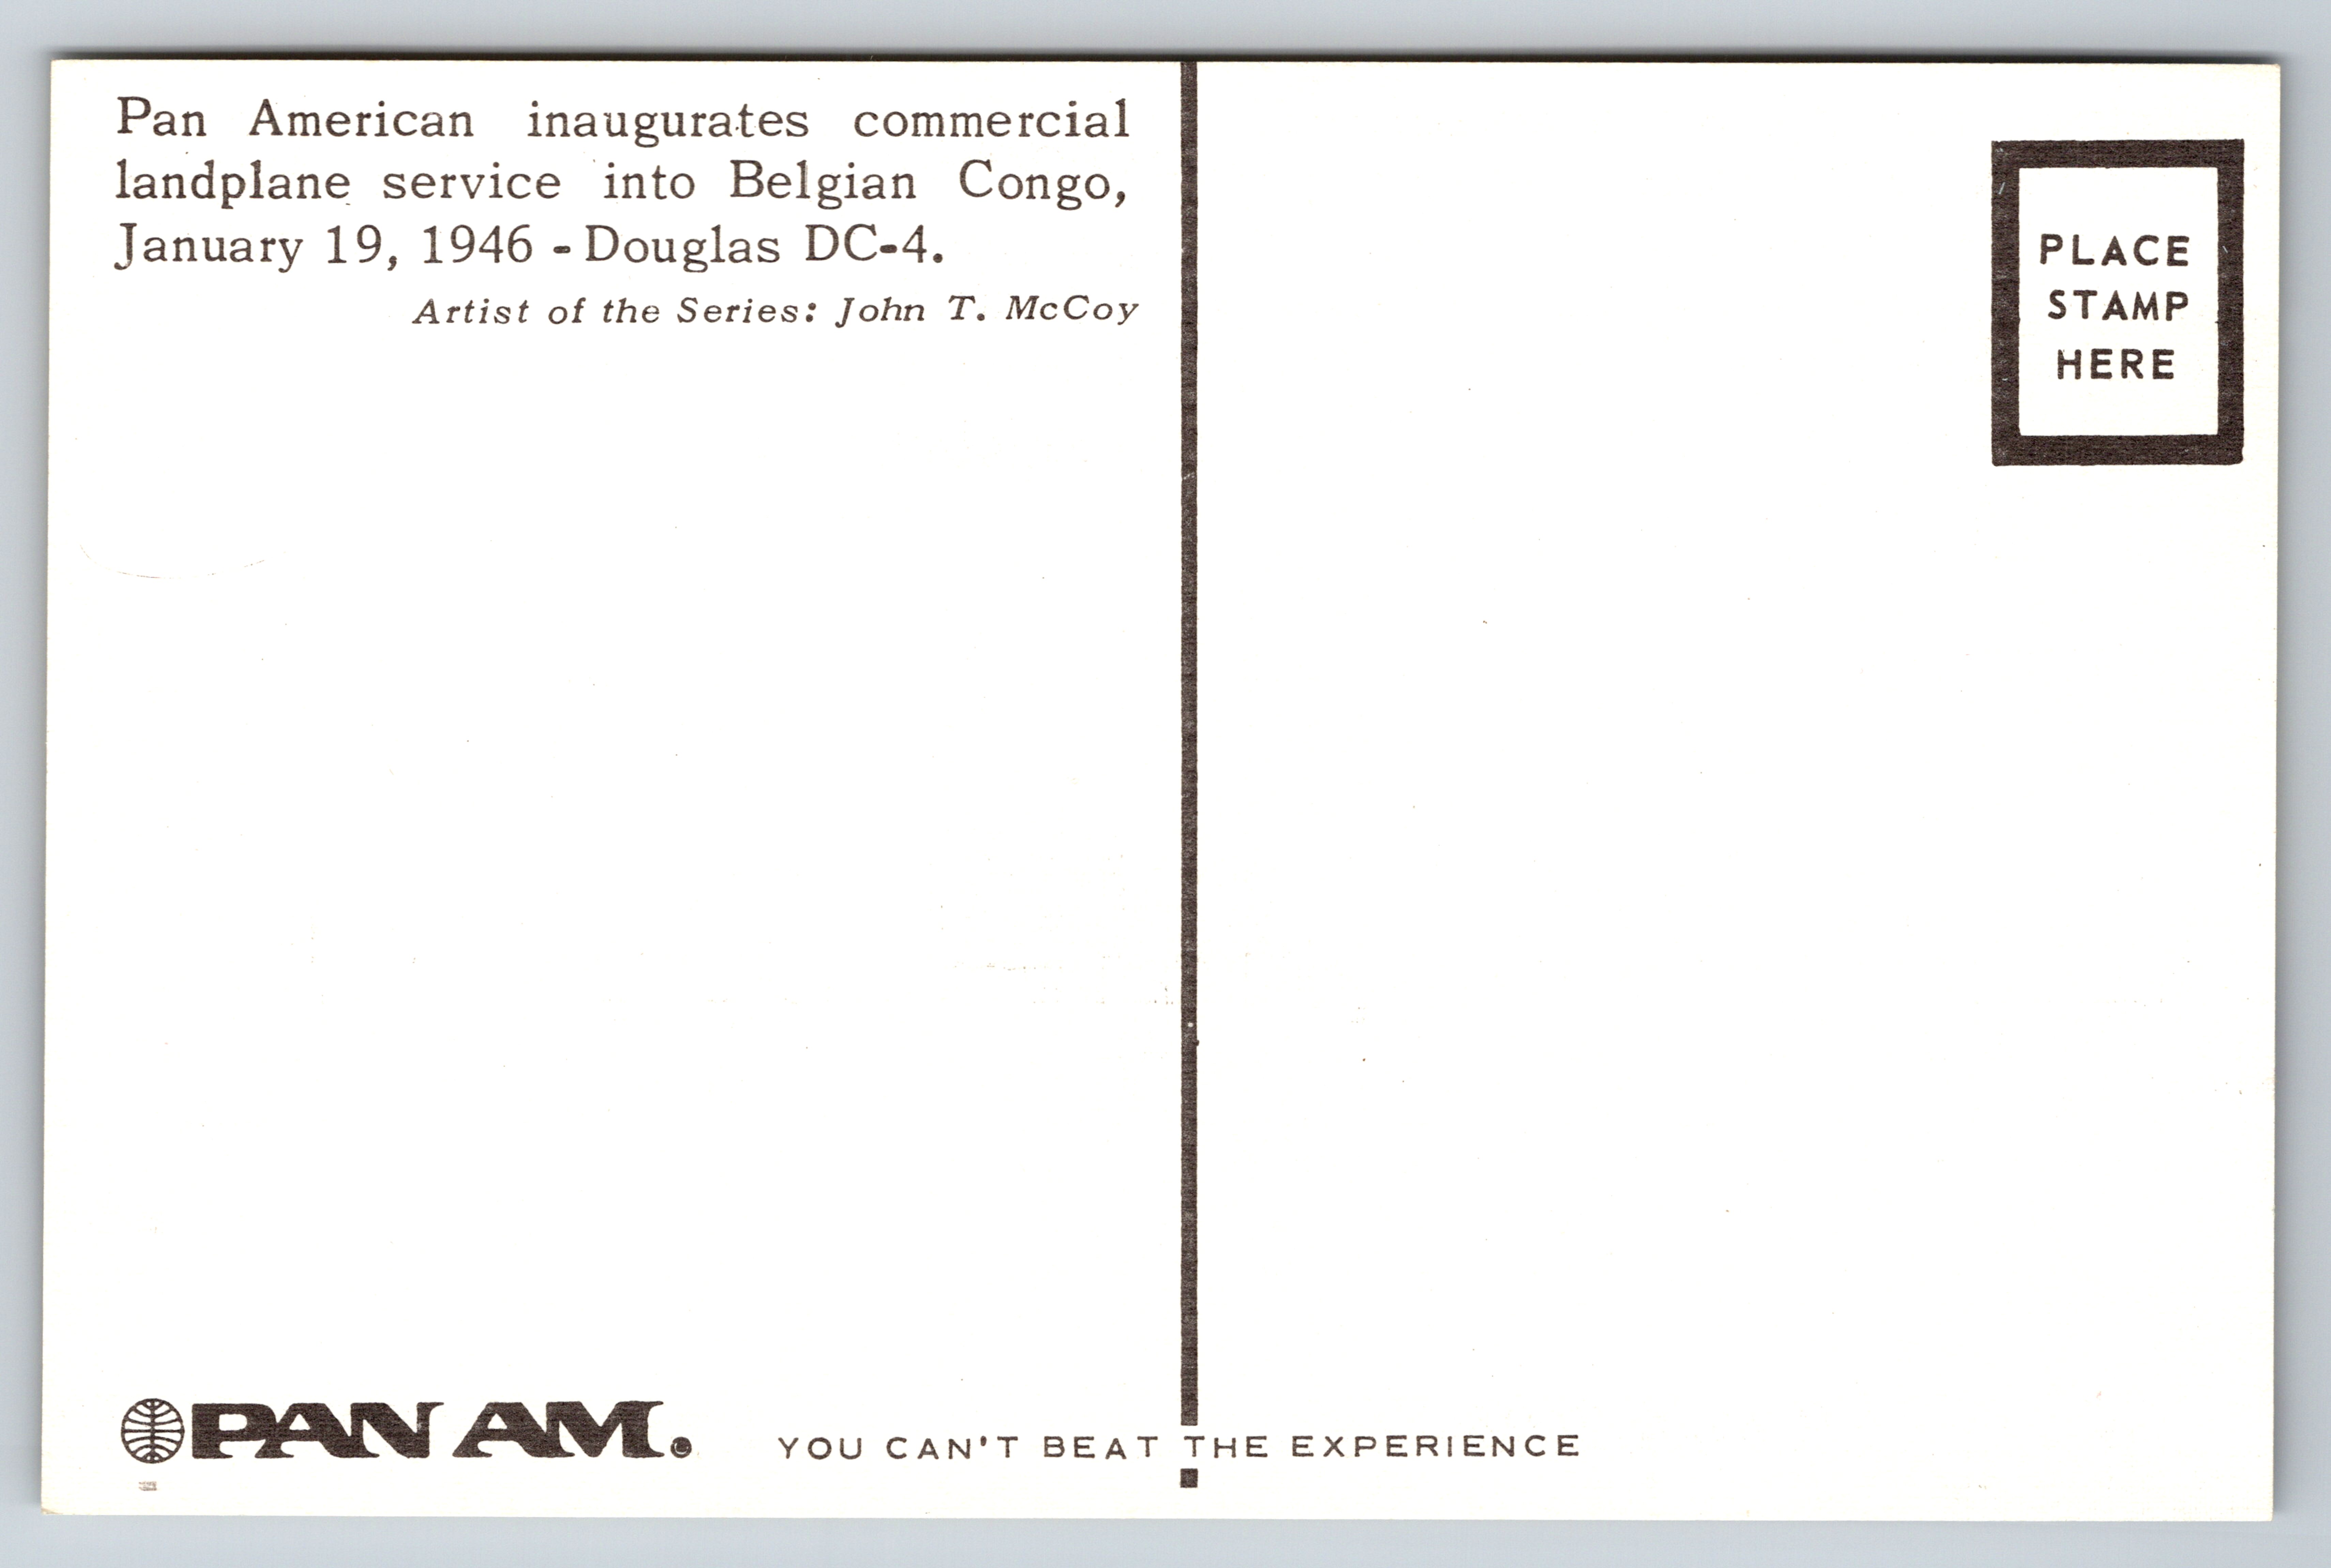 Pan American inaugurates commercial
landplane service into Belgian Congo,
January 19, 1946 - Douglas DC-4.
Artist of the Series: John T. McCoy
PLACE
STAMP
HERE
PAN AM.
YOU CAN'T BEAT THE EXPERIENCE